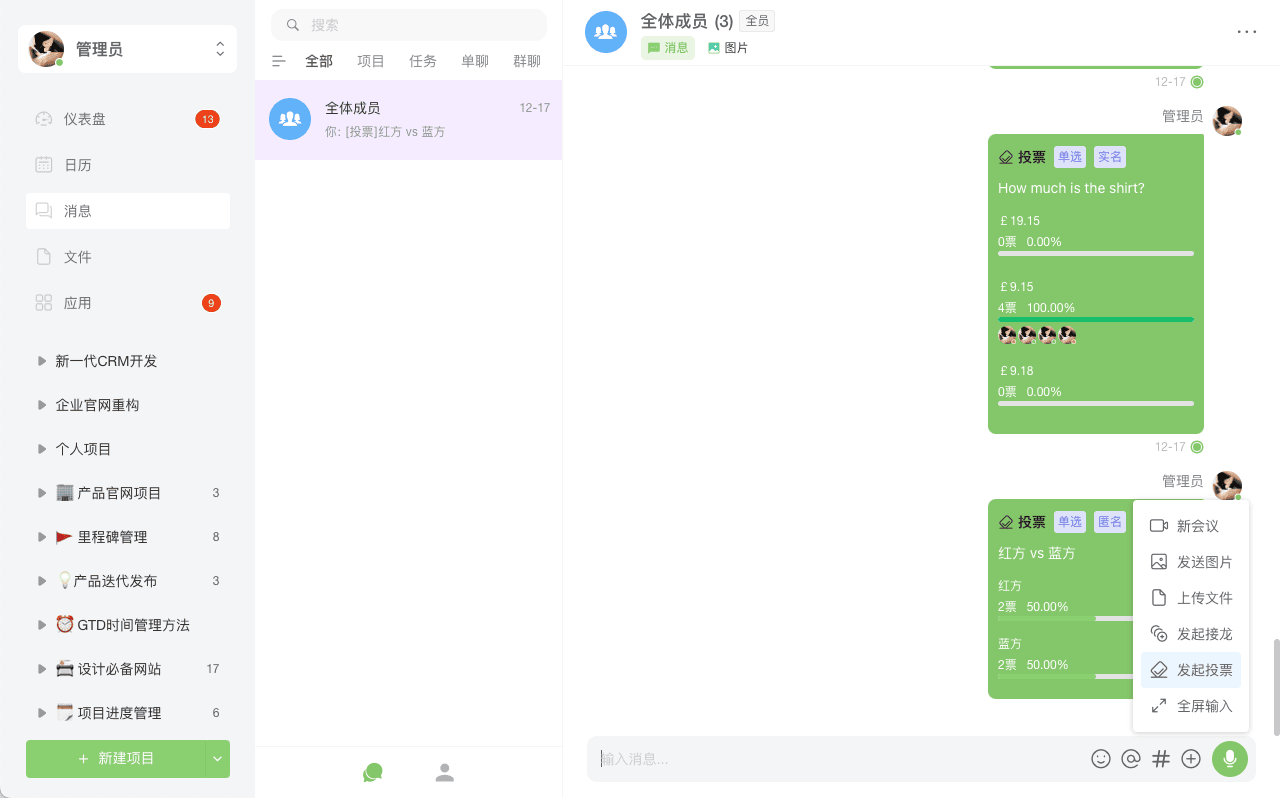 管理员
仪表盘 13
日历
消息
文件
应用 9
新一代CRM开发
企业官网重构
个人项目
产品官网项目 3
里程碑管理 8
产品迭代发布 3
GTD时间管理方法
设计必备网站 17
项目进度管理 6
+ 新建项目
搜索
全部 项目 任务 单聊 群聊
全体成员 12-17
你: [投票]红方 vs 蓝方
全体成员 (3) 全员
消息 图片
12-17
管理员
投票 单选 实名
How much is the shirt?
￡19.15
0票 0.00%
￡9.15
4票 100.00%
￡9.18
0票 0.00%
12-17
管理员
投票 单选 匿名
红方 vs 蓝方
红方
2票 50.00%
蓝方
2票 50.00%
新会议
发送图片
上传文件
发起接龙
发起投票
全屏输入
输入消息...